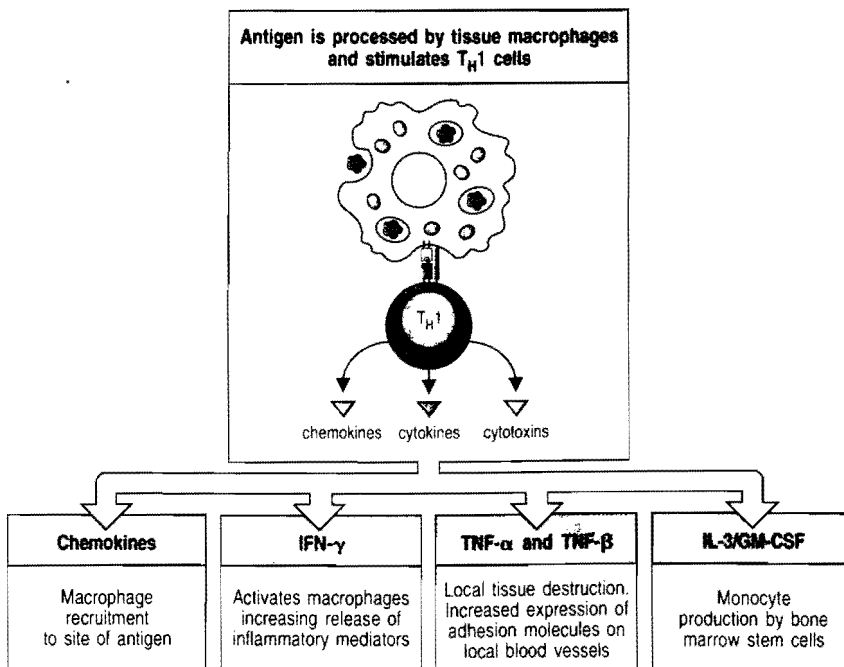 Antigen is processed by tissue macrophages
and stimulates T_H1 cells
T_H1
chemokines cytokines cytotoxins
Chemokines
Macrophage
recruitment
to site of antigen
IFN-γ
Activates macrophages
increasing release of
inflammatory mediators
TNF-α and TNF-β
Local tissue destruction.
Increased expression of
adhesion molecules on
local blood vessels
IL-3/GM-CSF
Monocyte
production by bone
marrow stem cells